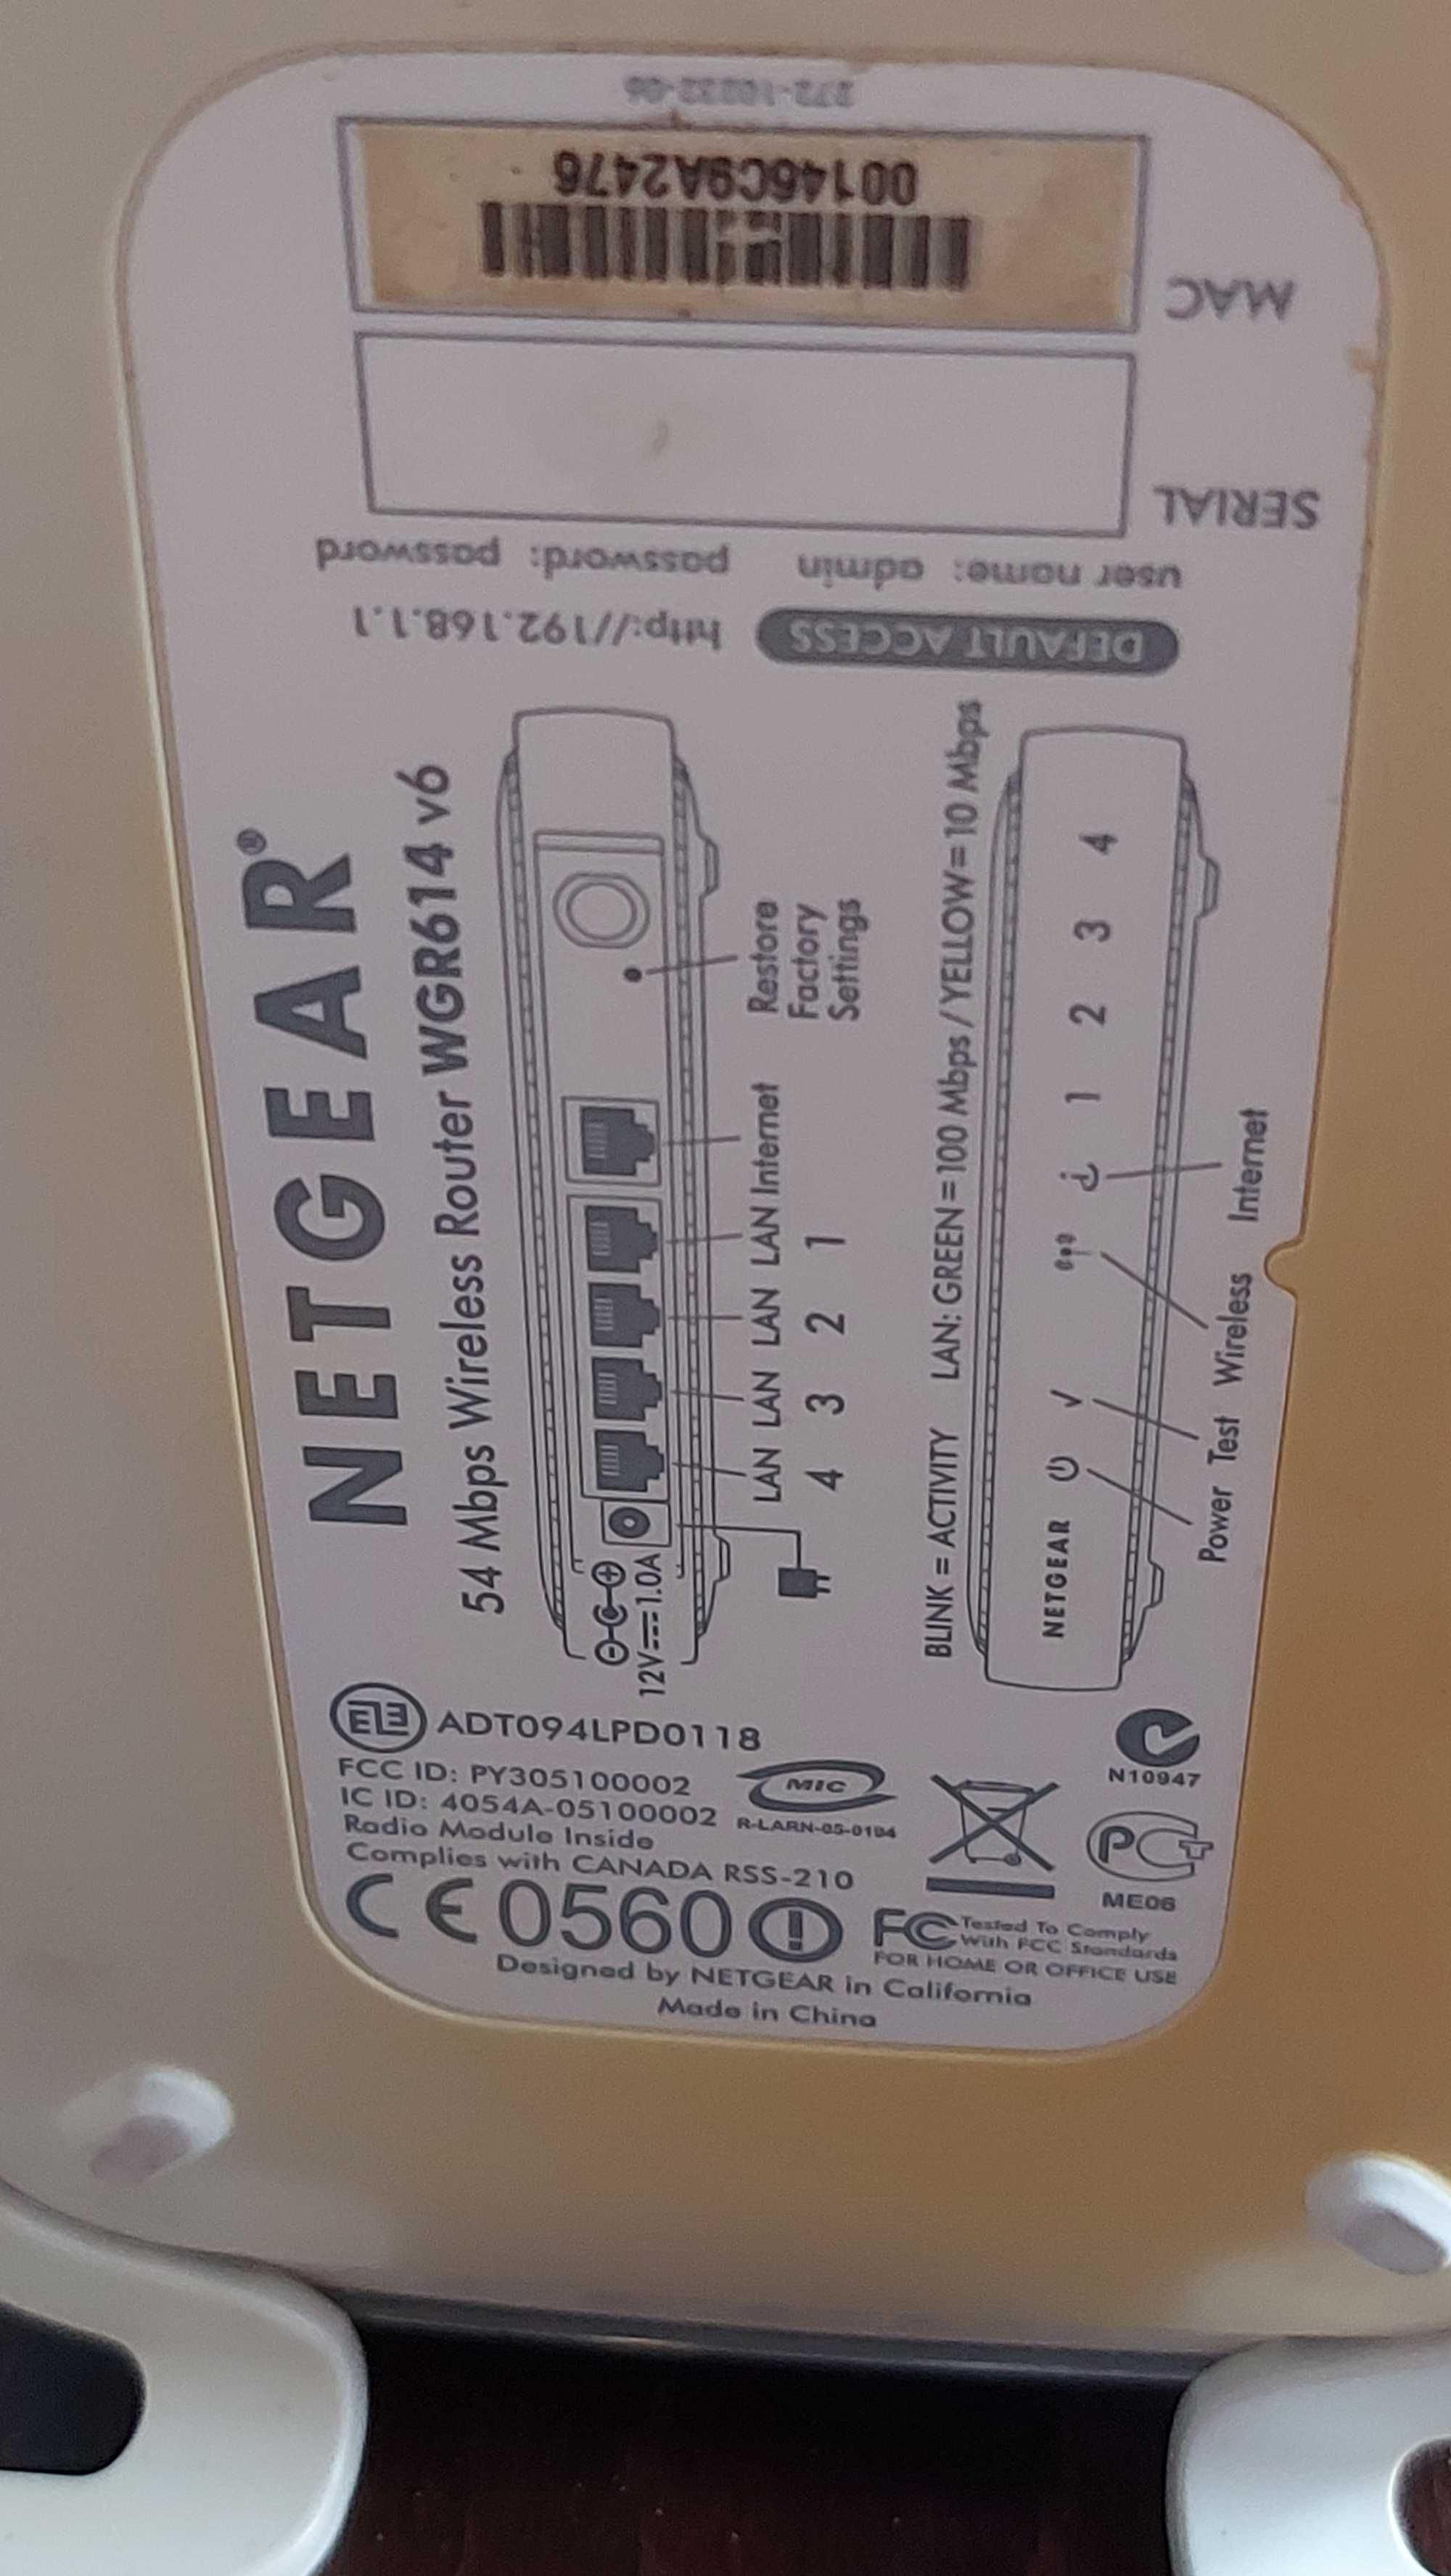 NETGEAR®
54 Mbps Wireless Router WGR614 v6
12V⎓1.0A
LAN LAN LAN LAN Internet
4 3 2 1
Restore
Factory
Settings
BLINK = ACTIVITY LAN: GREEN = 100 Mbps / YELLOW = 10 Mbps
NETGEAR 1 2 3 4
Power Test Wireless Internet
DEFAULT ACCESS http://192.168.1.1
user name: admin password: password
SERIAL
MAC
00146C9A2476
272-10232-06
ADT094LPD0118
FCC ID: PY305100002
IC ID: 4054A-05100002
Radio Module Inside
Complies with CANADA RSS-210
MIC
R-LARN-05-0194
N10947
ME06
CE0560
FC Tested To Comply
With FCC Standards
FOR HOME OR OFFICE USE
Designed by NETGEAR in California
Made in China